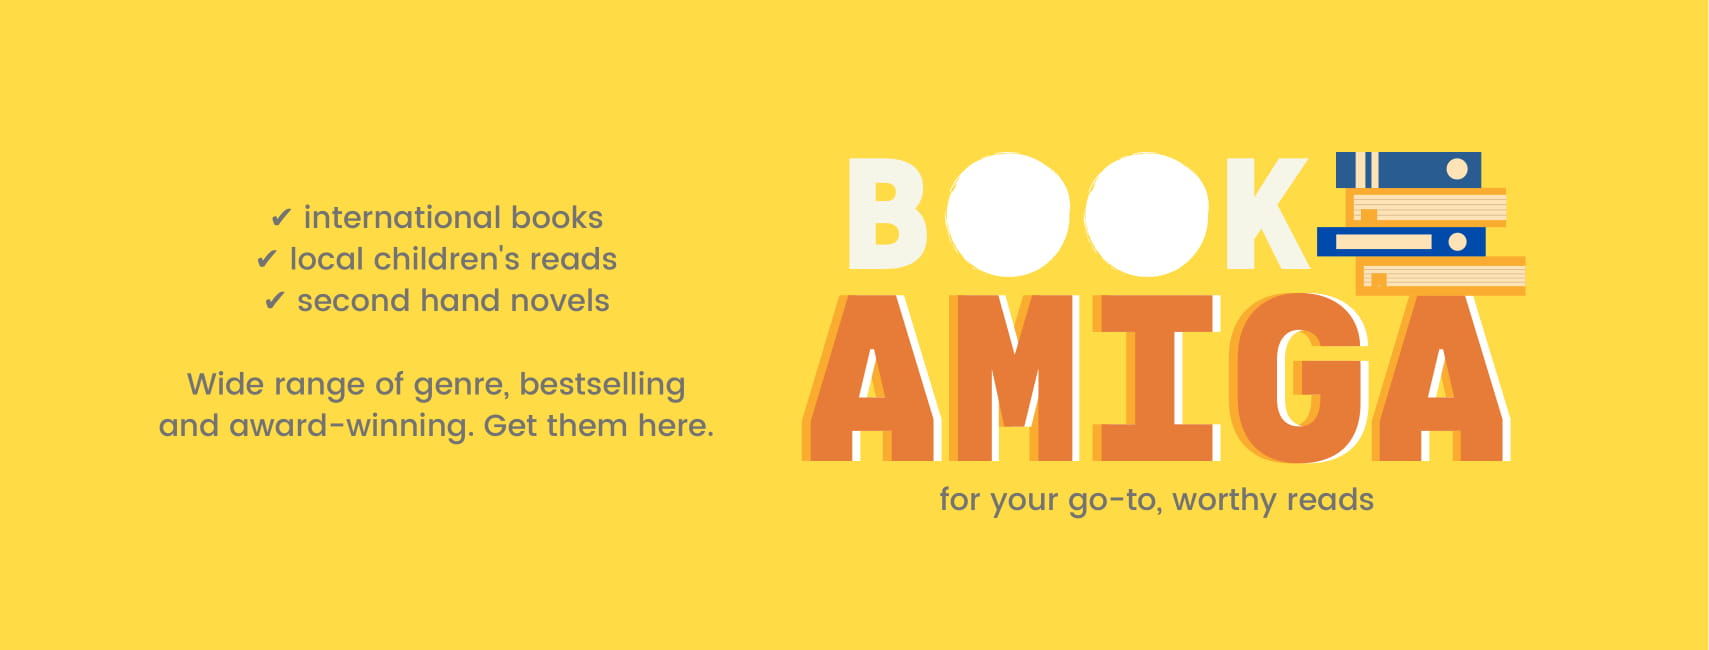 ✔ international books
✔ local children's reads
✔ second hand novels
Wide range of genre, bestselling
and award-winning. Get them here.
BOOK
AMIGA
for your go-to, worthy reads